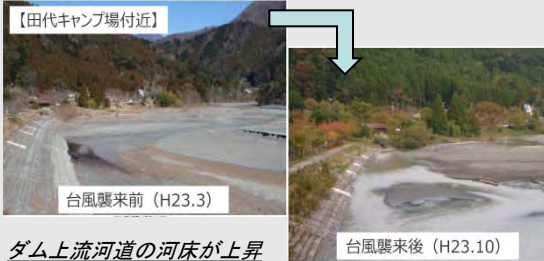 【田代キャンプ場付近】
台風襲来前（H23.3）
台風襲来後（H23.10）
ダム上流河道の河床が上昇